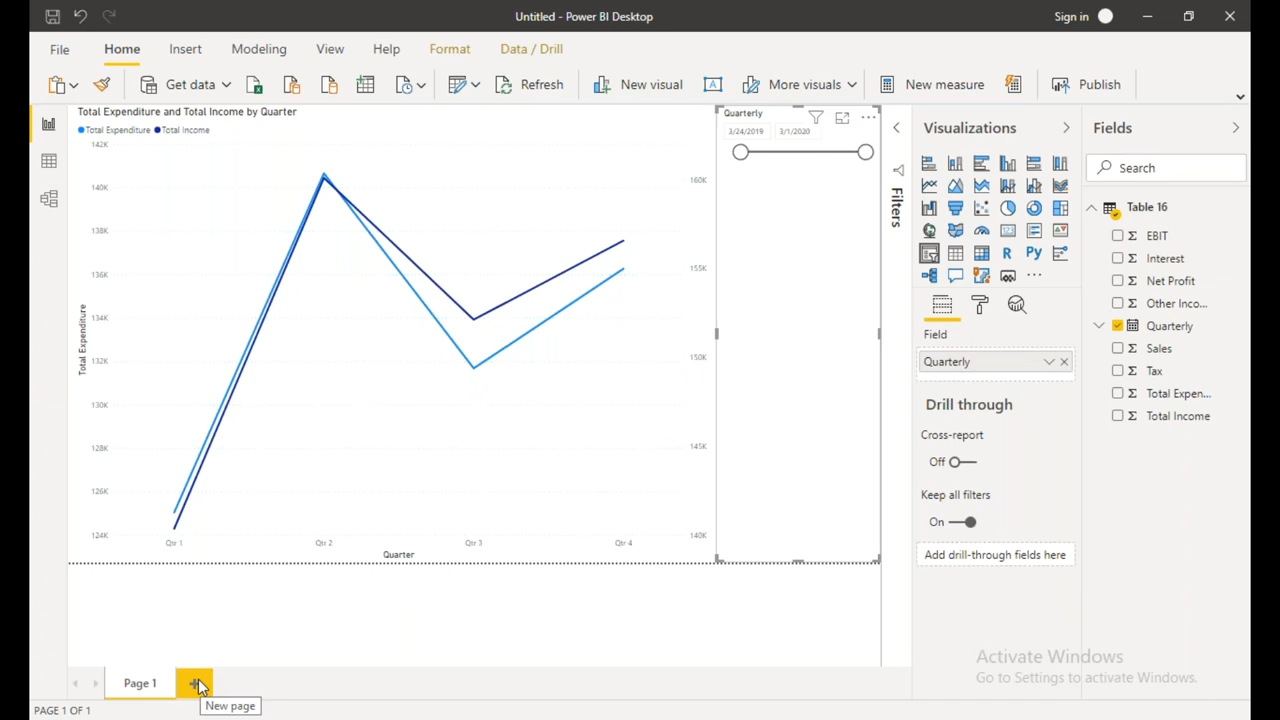 Untitled - Power BI Desktop
Sign in
File Home Insert Modeling View Help Format Data / Drill
Get data Refresh New visual More visuals New measure Publish
Total Expenditure and Total Income by Quarter
Total Expenditure Total Income
142K
140K
138K
136K
134K
132K
130K
128K
126K
124K
Total Expenditure
160K
155K
150K
145K
140K
Qtr 1 Qtr 2 Qtr 3 Qtr 4
Quarter
Quarterly
3/24/2019 3/1/2020
Filters
Visualizations
R Py
Field
Quarterly
Drill through
Cross-report
Off
Keep all filters
On
Add drill-through fields here
Fields
Search
Table 16
Σ EBIT
Σ Interest
Σ Net Profit
Σ Other Inco...
Quarterly
Σ Sales
Σ Tax
Σ Total Expen...
Σ Total Income
Activate Windows
Go to Settings to activate Windows.
Page 1
New page
PAGE 1 OF 1